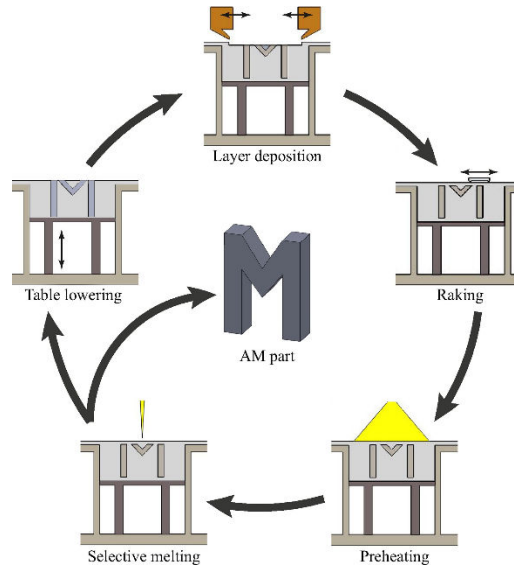 Layer deposition
Table lowering
Raking
AM part
Selective melting
Preheating